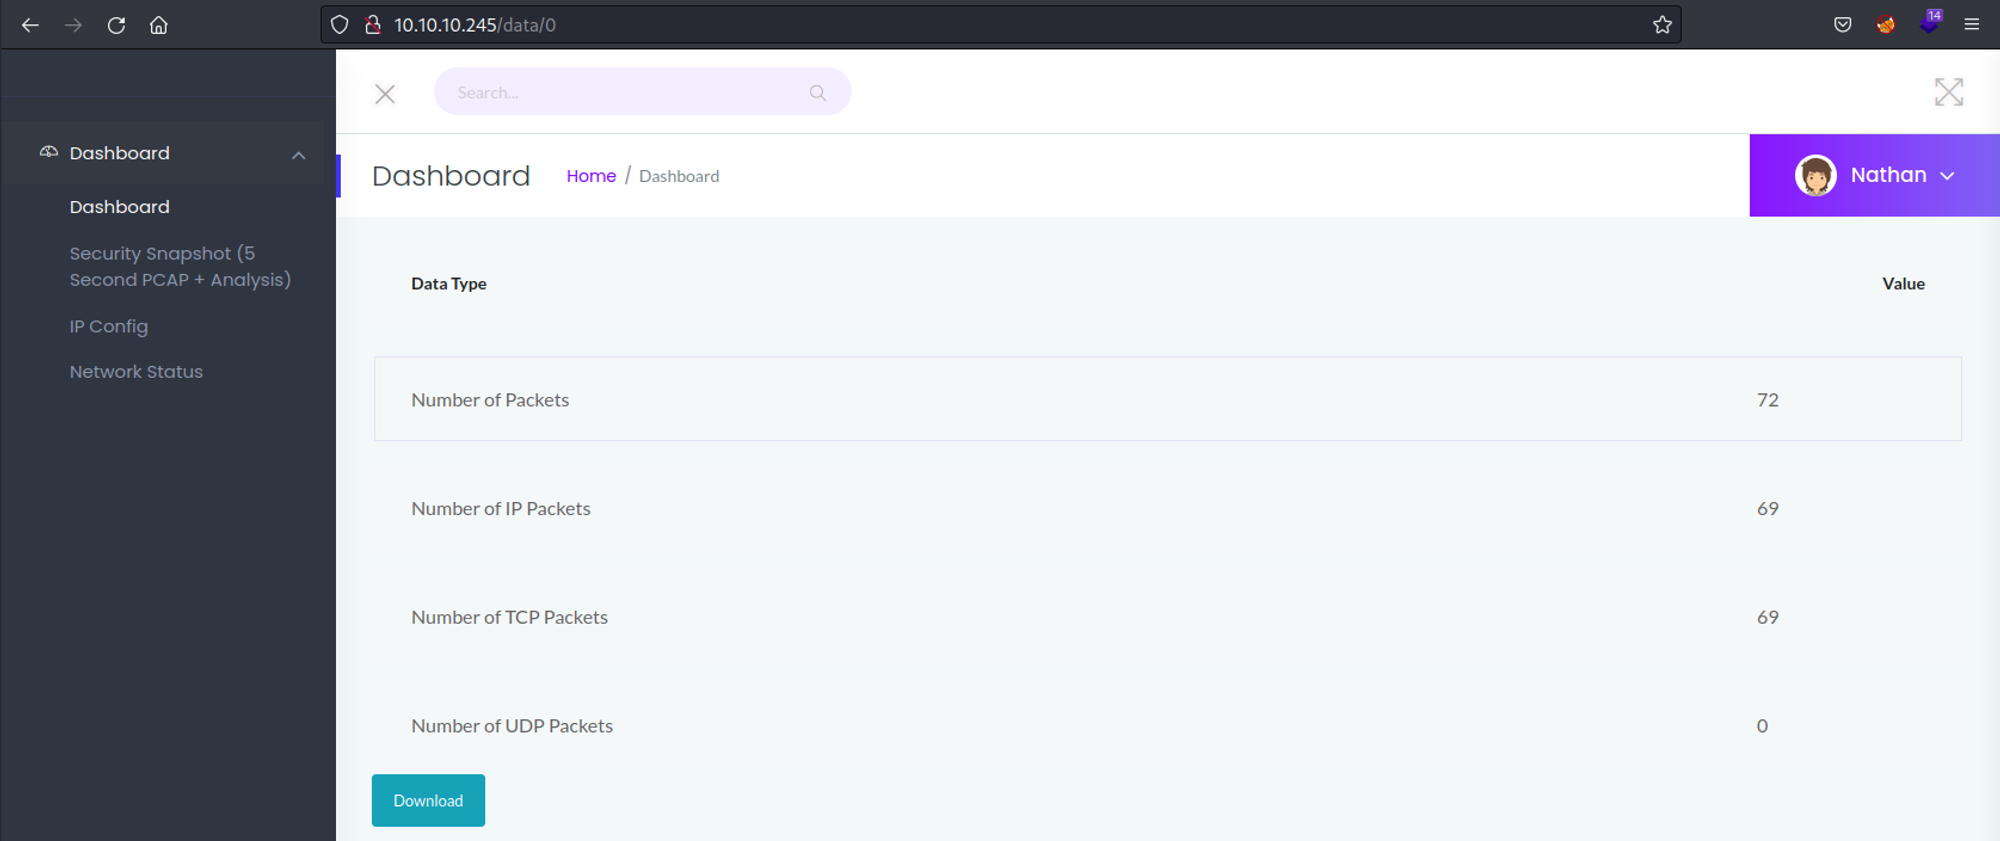 10.10.10.245/data/0
14
Search...
Dashboard
Home / Dashboard
Nathan
Dashboard
Dashboard
Security Snapshot (5
Second PCAP + Analysis)
IP Config
Network Status
Data Type Value
Number of Packets 72
Number of IP Packets 69
Number of TCP Packets 69
Number of UDP Packets 0
Download